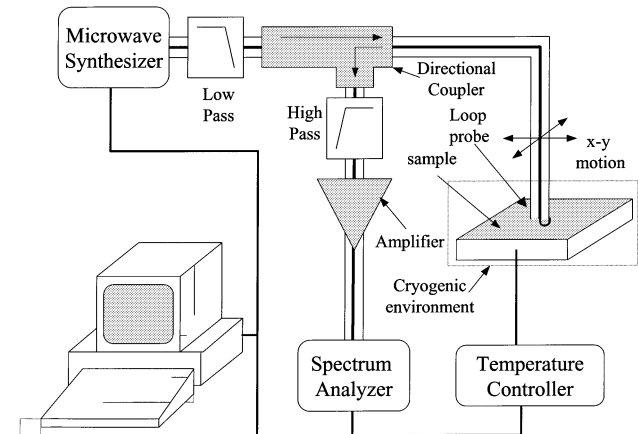 Microwave
Synthesizer
Low
Pass
Directional
Coupler
High
Pass
Loop
probe
x-y
motion
sample
Amplifier
Cryogenic
environment
Spectrum
Analyzer
Temperature
Controller